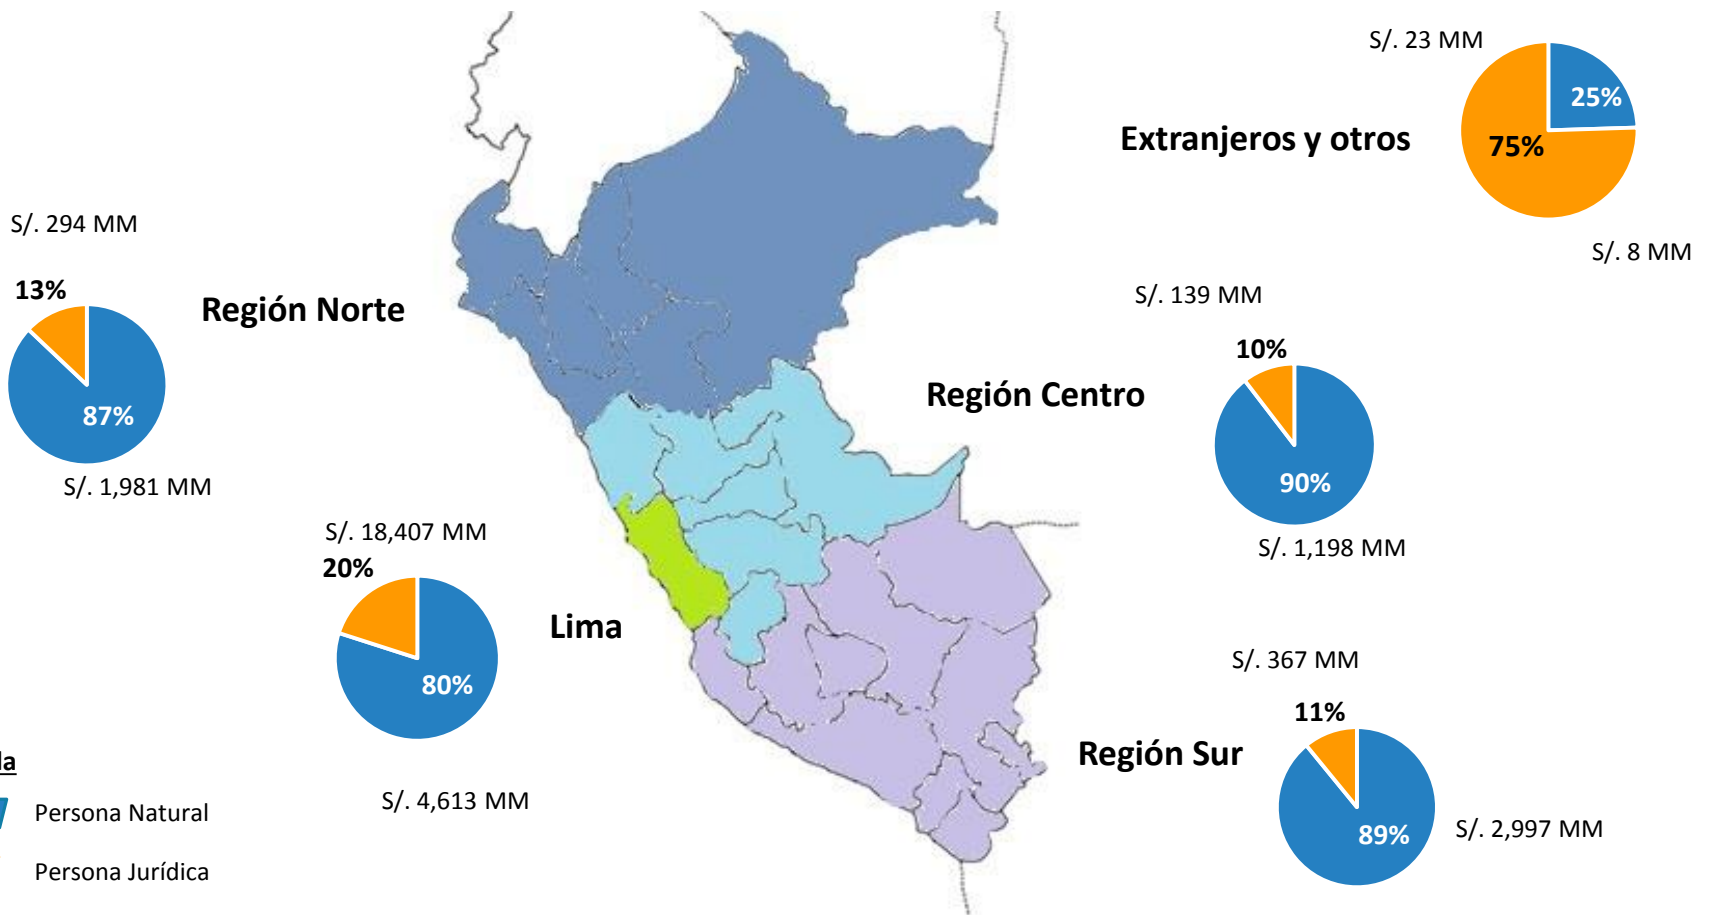 S/. 23 MM
25%
Extranjeros y otros
75%
S/. 8 MM
S/. 294 MM
13%
Región Norte
87%
S/. 1,981 MM
S/. 139 MM
10%
Región Centro
90%
S/. 1,198 MM
S/. 18,407 MM
20%
Lima
80%
S/. 4,613 MM
S/. 367 MM
11%
Región Sur
89%
S/. 2,997 MM
da
Persona Natural
Persona Jurídica